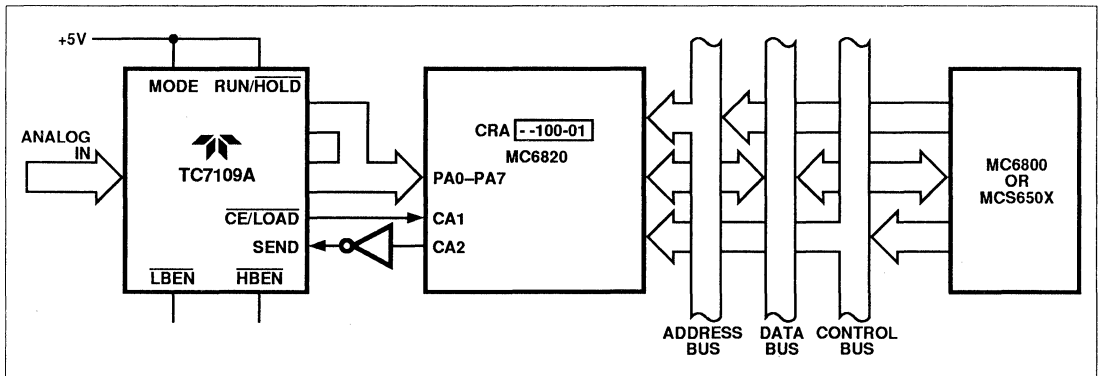 +5V
MODE RUN/HOLD
ANALOG
IN
TC7109A
CE/LOAD
SEND
LBEN HBEN
CRA - -100-01
MC6820
PA0–PA7
CA1
CA2
ADDRESS
BUS
DATA
BUS
CONTROL
BUS
MC6800
OR
MCS650X